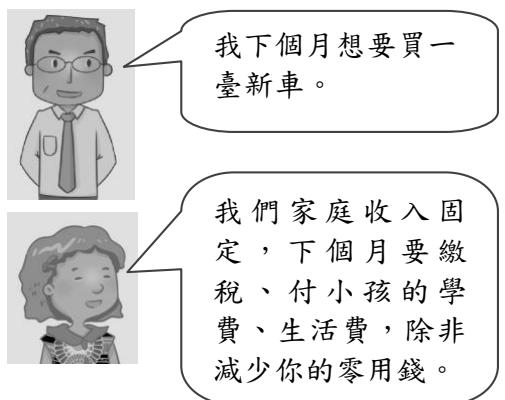 我下個月想要買一
臺新車。
我們家庭收入固
定，下個月要繳
稅、付小孩的學
費、生活費，除非
減少你的零用錢。